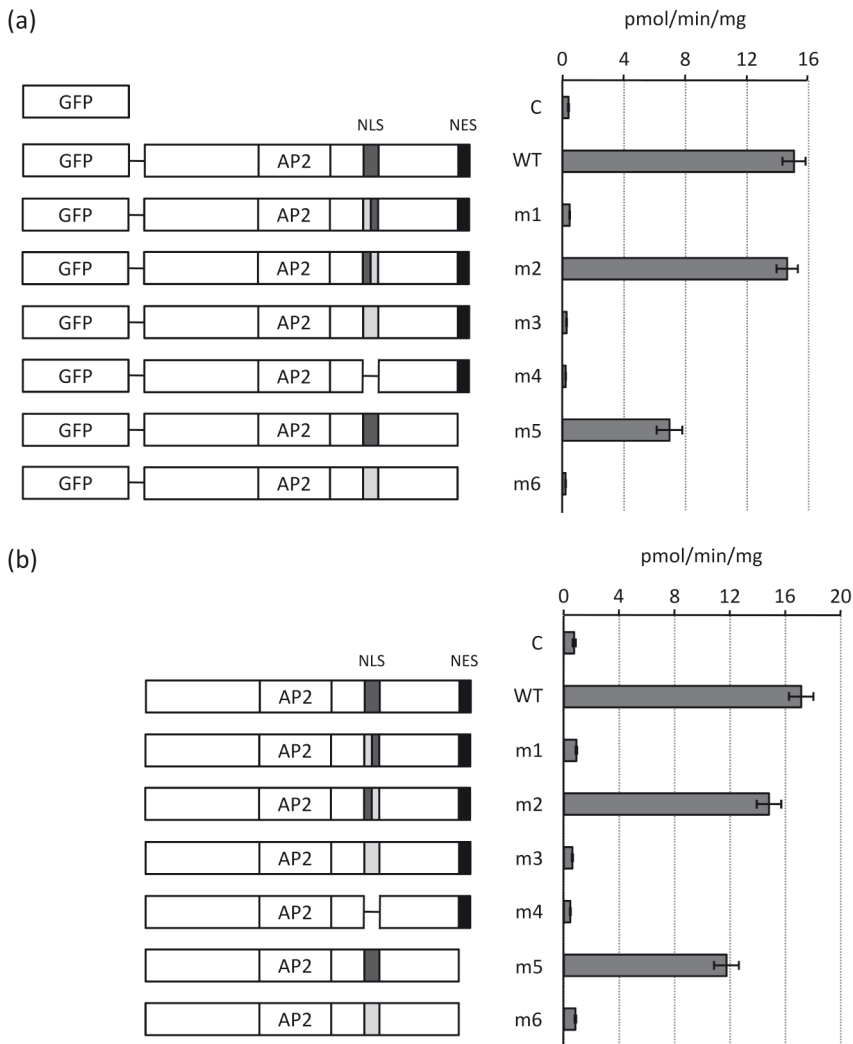 (a)
pmol/min/mg
0 4 8 12 16
GFP C
NLS NES
GFP AP2 WT
GFP AP2 m1
GFP AP2 m2
GFP AP2 m3
GFP AP2 m4
GFP AP2 m5
GFP AP2 m6
(b)
pmol/min/mg
0 4 8 12 16 20
C
NLS NES
AP2 WT
AP2 m1
AP2 m2
AP2 m3
AP2 m4
AP2 m5
AP2 m6